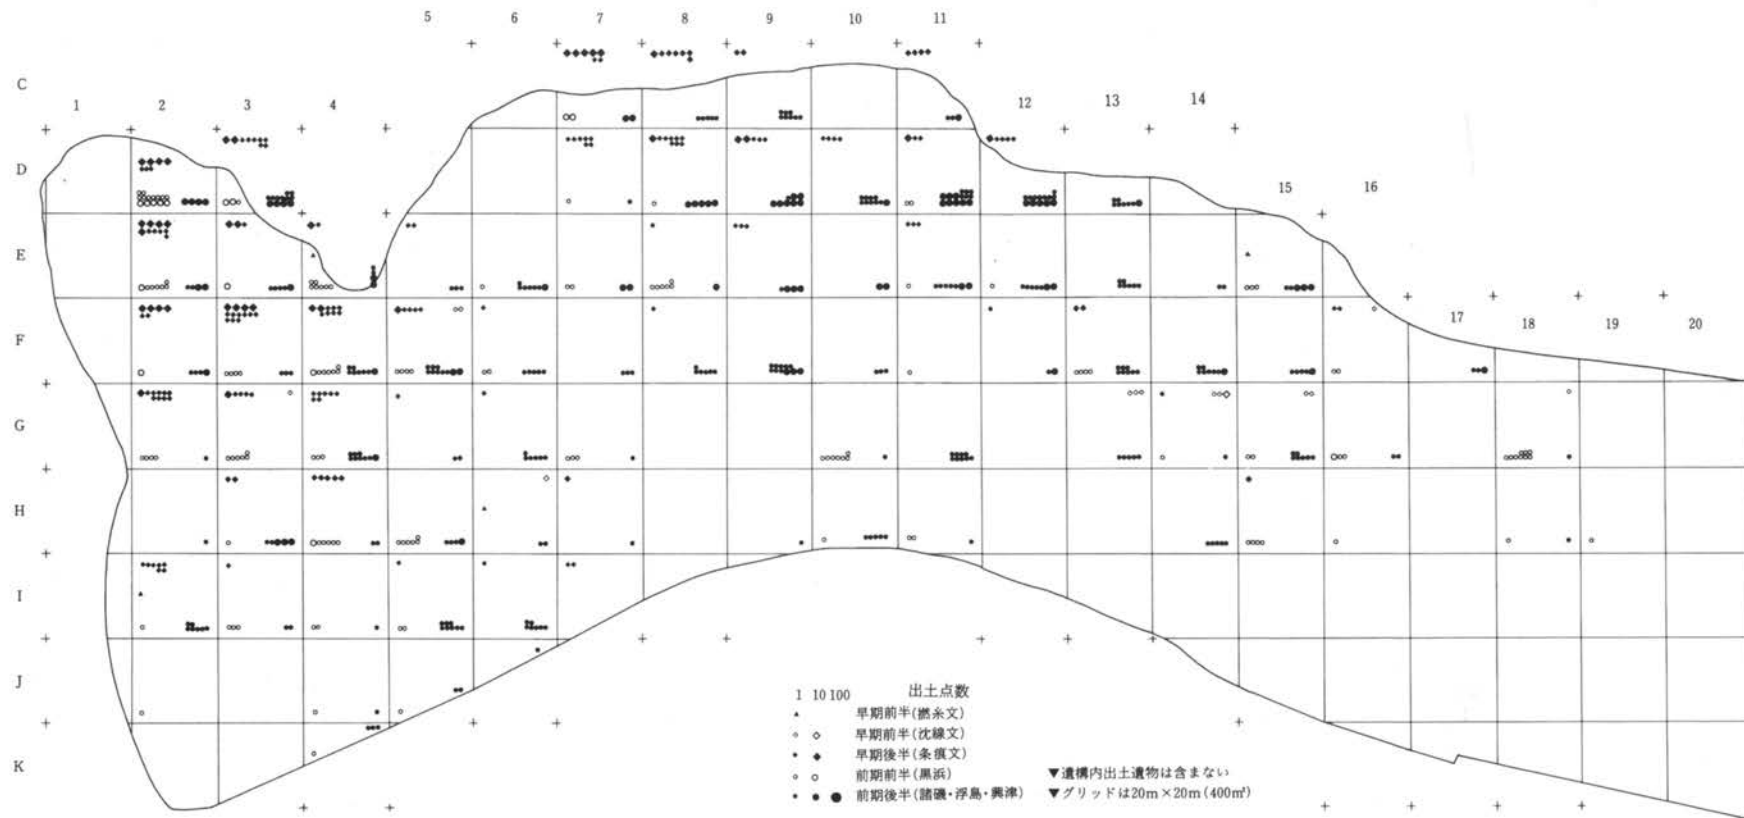 5 6 7 8 9 10 11
C
1 2 3 4 12 13 14
D
15 16
E
F
17 18 19 20
G
H
I
J
K
1 10 100 出土点数
早期前半(撚糸文)
早期前半(沈線文)
早期後半(条痕文)
前期前半(黒浜)
前期後半(諸磯・浮島・興津)
▼遺構内出土遺物は含まない
▼グリッドは20m×20m(400㎡)